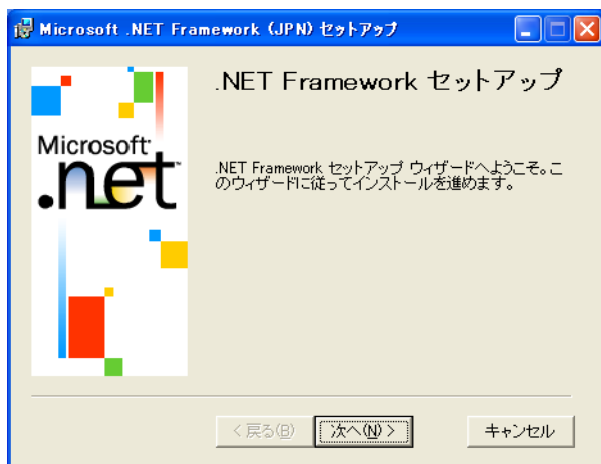 Microsoft .NET Framework (JPN) セットアップ
.NET Framework セットアップ
Microsoft
.net
.NET Framework セットアップ ウィザードへようこそ。こ
のウィザードに従ってインストールを進めます。
< 戻る(B)
次へ(N) >
キャンセル